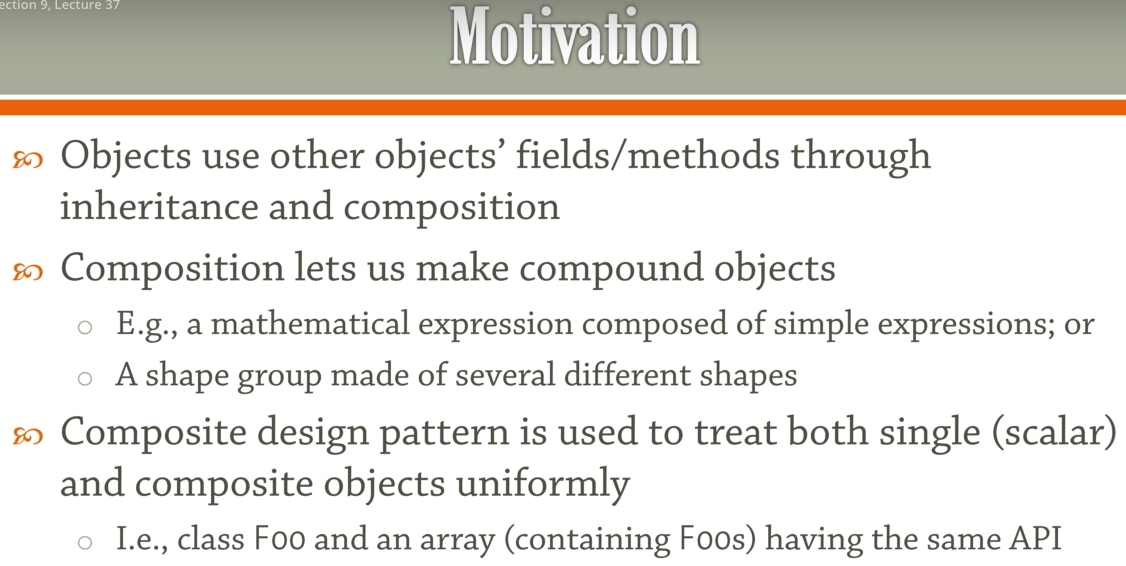 ection 9, Lecture 37
Motivation
Objects use other objects’ fields/methods through
inheritance and composition
Composition lets us make compound objects
E.g., a mathematical expression composed of simple expressions; or
A shape group made of several different shapes
Composite design pattern is used to treat both single (scalar)
and composite objects uniformly
I.e., class Foo and an array (containing Foos) having the same API